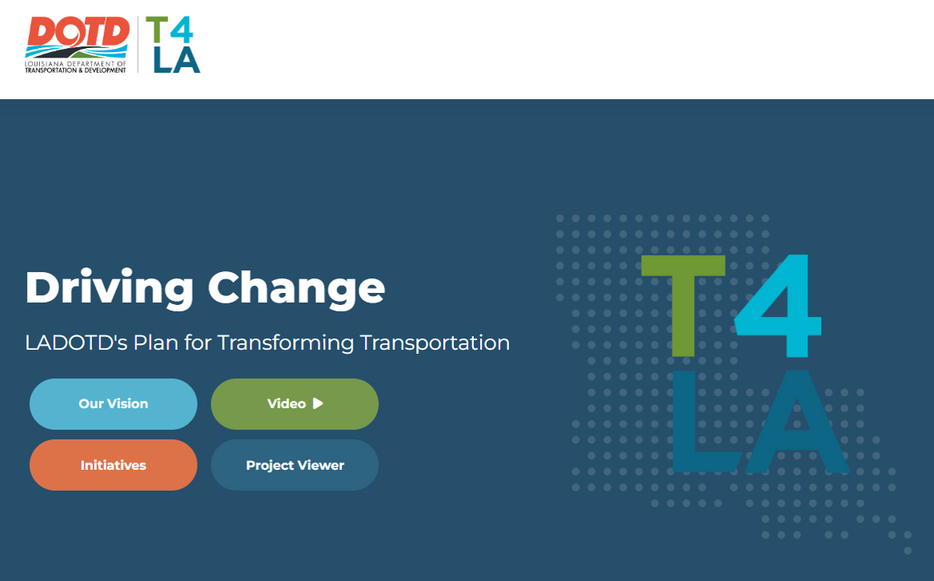 DOTD
LOUISIANA DEPARTMENT OF
TRANSPORTATION & DEVELOPMENT
T4
LA
Driving Change
LADOTD's Plan for Transforming Transportation
Our Vision
Video
Initiatives
Project Viewer
T4
LA